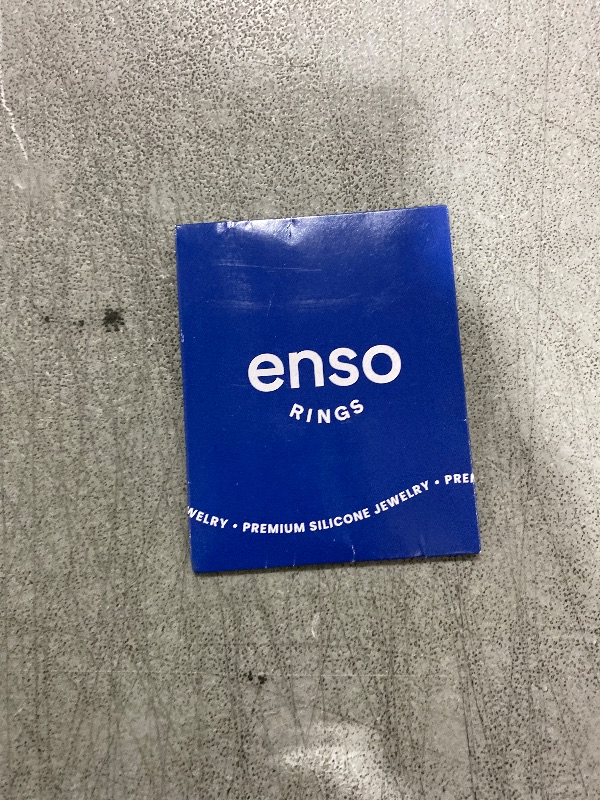 enso
RINGS
WELRY • PREMIUM SILICONE JEWELRY • PREM